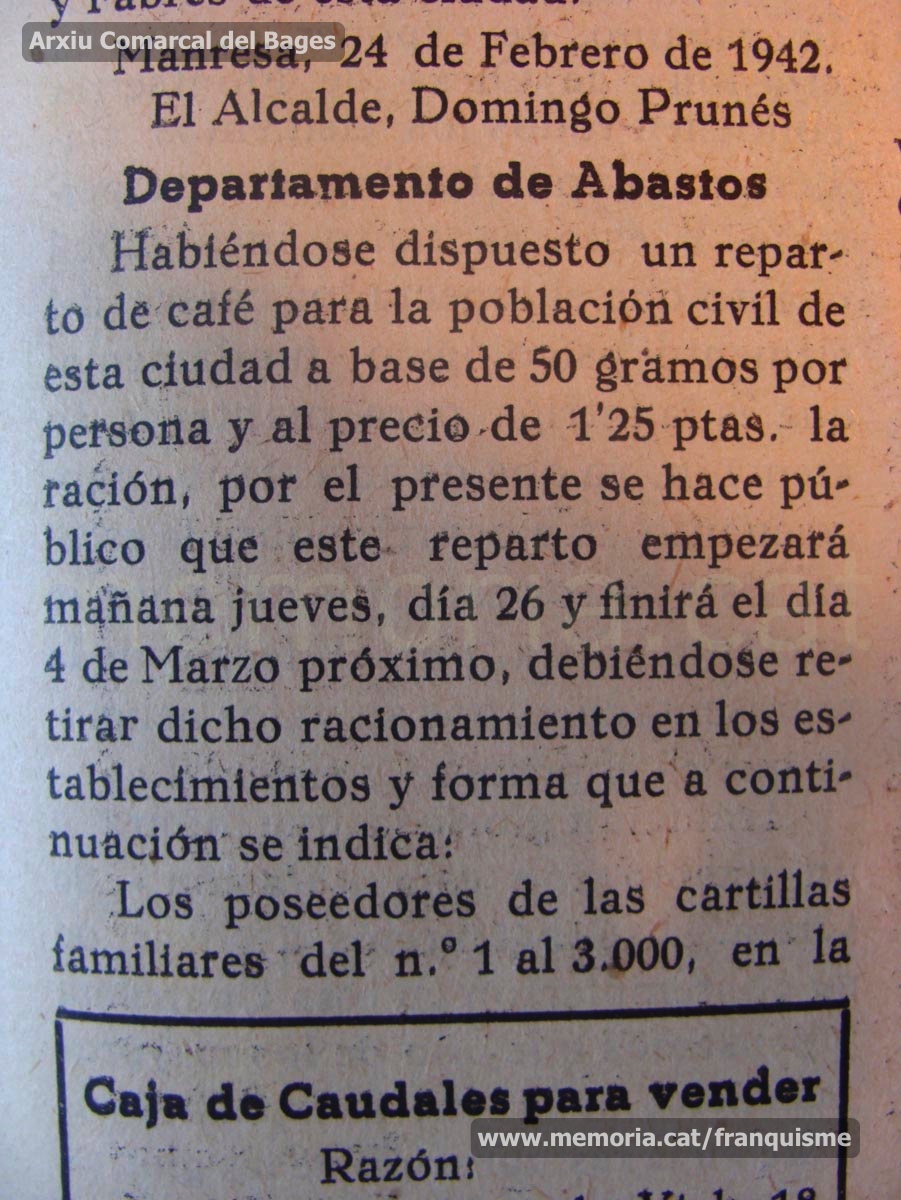 y Pabres de esta ciudad.
Arxiu Comarcal del Bages
Manresa, 24 de Febrero de 1942.
El Alcalde, Domingo Prunés
Departamento de Abastos
Habiéndose dispuesto un repar-
to de café para la población civil de
esta ciudad a base de 50 gramos por
persona y al precio de 1'25 ptas. la
ración, por el presente se hace pú-
blico que este reparto empezará
mañana jueves, día 26 y finirá el día
4 de Marzo próximo, debiéndose re-
tirar dicho racionamiento en los es-
tablecimientos y forma que a conti-
nuación se indica:
Los poseedores de las cartillas
familiares del n.º 1 al 3.000, en la
Caja de Caudales para vender
www.memoria.cat/franquisme
Razón: